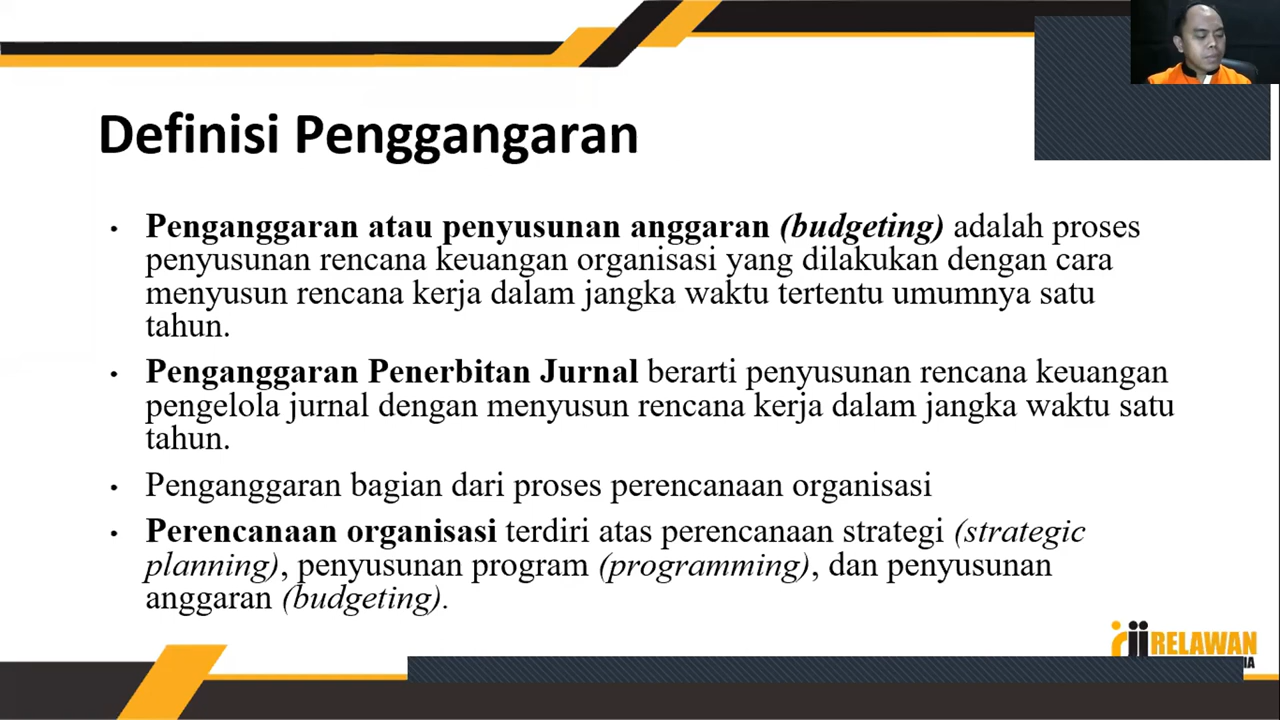 Definisi Penggangaran
• Penganggaran atau penyusunan anggaran (budgeting) adalah proses
penyusunan rencana keuangan organisasi yang dilakukan dengan cara
menyusun rencana kerja dalam jangka waktu tertentu umumnya satu
tahun.
• Penganggaran Penerbitan Jurnal berarti penyusunan rencana keuangan
pengelola jurnal dengan menyusun rencana kerja dalam jangka waktu satu
tahun.
• Penganggaran bagian dari proses perencanaan organisasi
• Perencanaan organisasi terdiri atas perencanaan strategi (strategic
planning), penyusunan program (programming), dan penyusunan
anggaran (budgeting).
RELAWAN